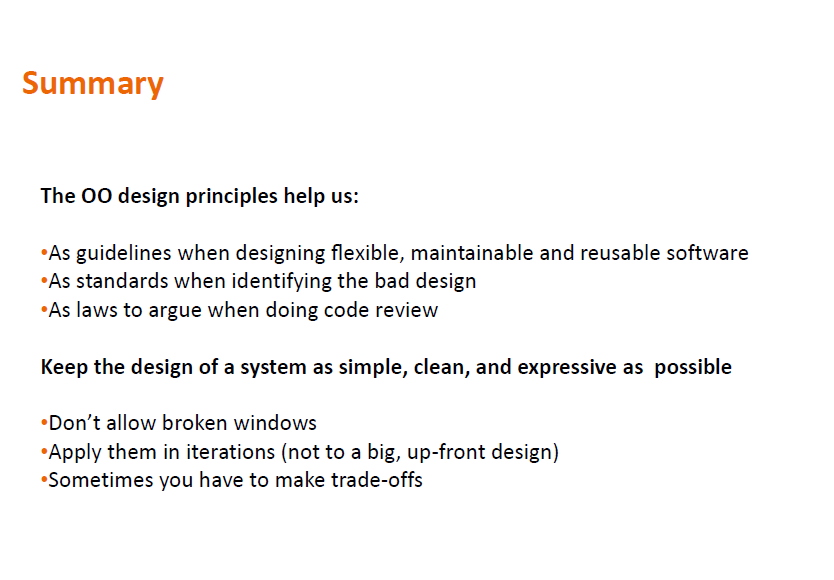 Summary
The OO design principles help us:
•As guidelines when designing flexible, maintainable and reusable software
•As standards when identifying the bad design
•As laws to argue when doing code review
Keep the design of a system as simple, clean, and expressive as  possible
•Don’t allow broken windows
•Apply them in iterations (not to a big, up-front design)
•Sometimes you have to make trade-offs